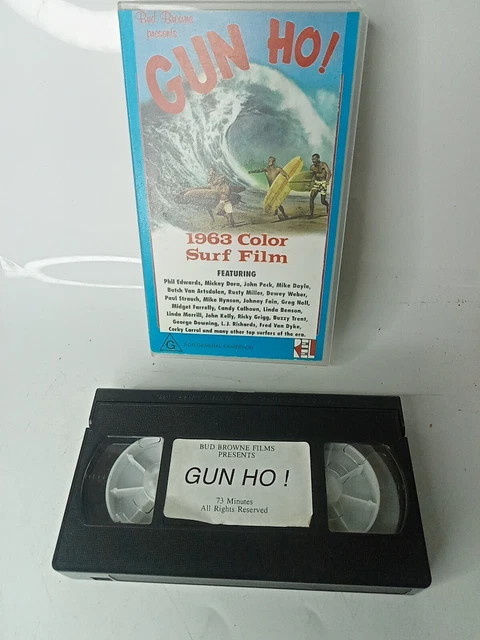 Bud Browne
presents
GUN HO!
1963 Color
Surf Film
FEATURING
Phil Edwards, Mickey Dora, John Peck, Mike Doyle,
Butch Van Artsdalen, Rusty Miller, Dewey Weber,
Paul Strauch, Mike Hynson, Johnny Fain, Greg Noll,
Midget Farrelly, Candy Calhoun, Linda Benson,
Linda Merrill, John Kelly, Ricky Grigg, Buzzy Trent,
George Downing, L.J. Richards, Fred Van Dyke,
Corky Carrol and many other top surfers of the era.
G
REEL
BUD BROWNE FILMS
PRESENTS
GUN HO !
73 Minutes
All Rights Reserved